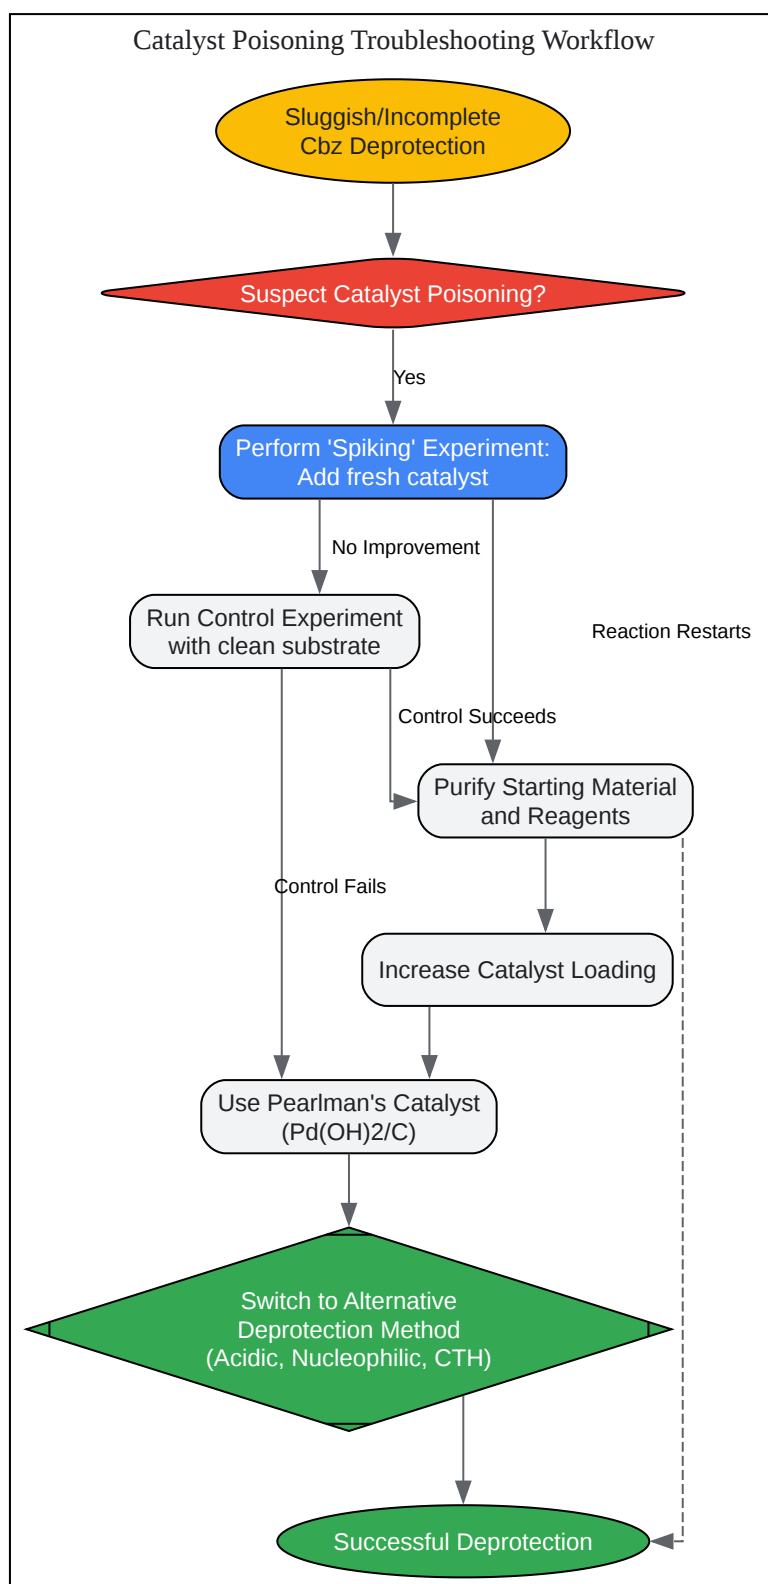 Catalyst Poisoning Troubleshooting Workflow
Sluggish/Incomplete
Cbz Deprotection
Suspect Catalyst Poisoning?
Yes
Perform 'Spiking' Experiment:
Add fresh catalyst
No Improvement
Run Control Experiment
with clean substrate
Reaction Restarts
Control Succeeds
Purify Starting Material
and Reagents
Control Fails
Increase Catalyst Loading
Use Pearlman's Catalyst
(Pd(OH)2/C)
Switch to Alternative
Deprotection Method
(Acidic, Nucleophilic, CTH)
Successful Deprotection